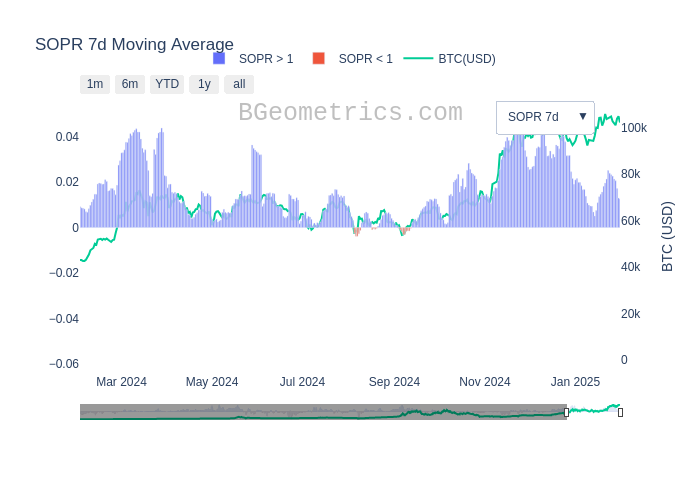 SOPR 7d Moving Average
SOPR > 1
SOPR < 1
BTC(USD)
1m
6m
YTD
1y
all
BGeometrics.com
SOPR 7d ▼
0.04
0.02
0
−0.02
−0.04
−0.06
100k
80k
60k
40k
20k
0
BTC (USD)
Mar 2024
May 2024
Jul 2024
Sep 2024
Nov 2024
Jan 2025